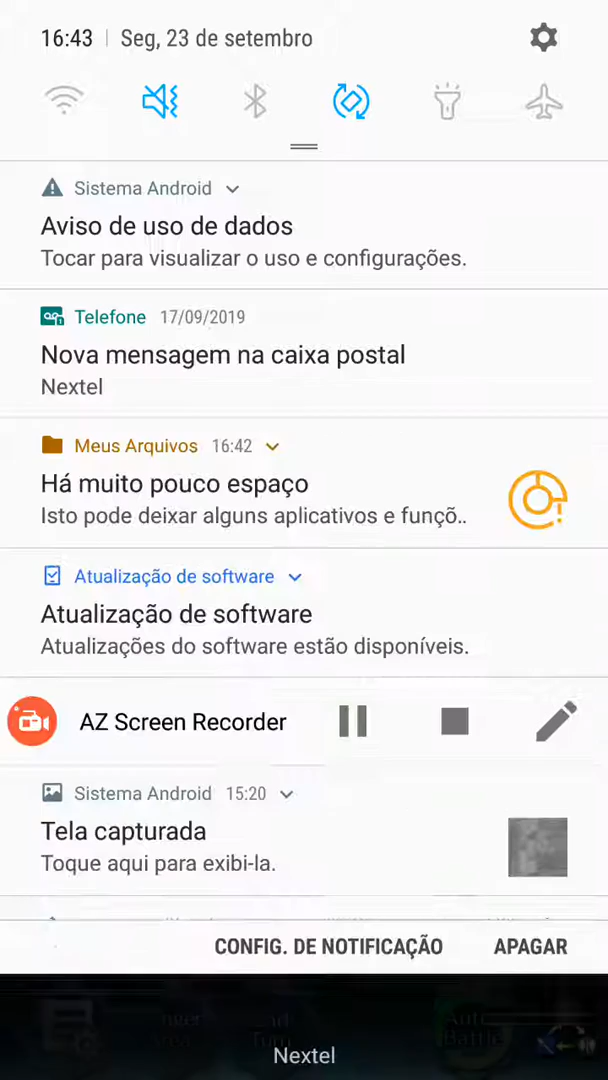 16:43 | Seg, 23 de setembro
Sistema Android
Aviso de uso de dados
Tocar para visualizar o uso e configurações.
Telefone 17/09/2019
Nova mensagem na caixa postal
Nextel
Meus Arquivos 16:42
Há muito pouco espaço
Isto pode deixar alguns aplicativos e funçõ..
Atualização de software
Atualização de software
Atualizações do software estão disponíveis.
AZ Screen Recorder
Sistema Android 15:20
Tela capturada
Toque aqui para exibi-la.
CONFIG. DE NOTIFICAÇÃO APAGAR
Auto
Battle
Nextel